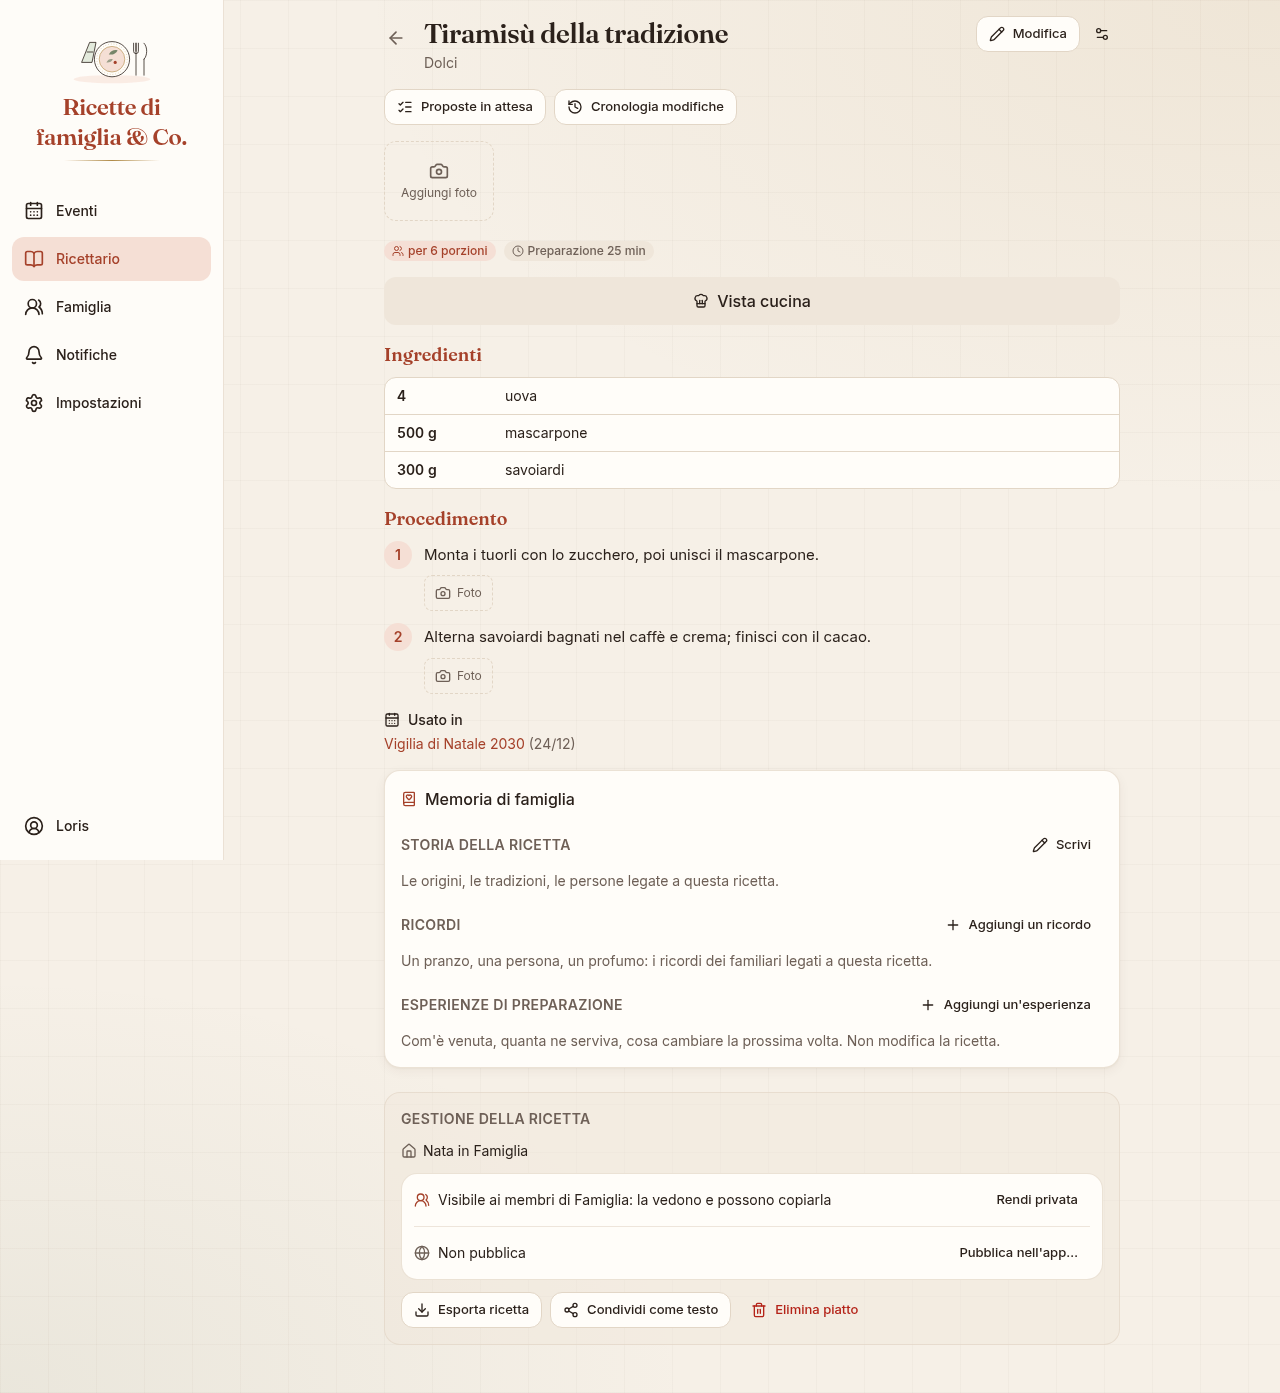 Ricette di
famiglia & Co.
Eventi
Ricettario
Famiglia
Notifiche
Impostazioni
Loris
Tiramisù della tradizione
Dolci
Modifica
Proposte in attesa
Cronologia modifiche
Aggiungi foto
per 6 porzioni
Preparazione 25 min
Vista cucina
Ingredienti
4 uova
500 g mascarpone
300 g savoiardi
Procedimento
1 Monta i tuorli con lo zucchero, poi unisci il mascarpone.
Foto
2 Alterna savoiardi bagnati nel caffè e crema; finisci con il cacao.
Foto
Usato in
Vigilia di Natale 2030 (24/12)
Memoria di famiglia
STORIA DELLA RICETTA
Scrivi
Le origini, le tradizioni, le persone legate a questa ricetta.
RICORDI
Aggiungi un ricordo
Un pranzo, una persona, un profumo: i ricordi dei familiari legati a questa ricetta.
ESPERIENZE DI PREPARAZIONE
Aggiungi un'esperienza
Com'è venuta, quanta ne serviva, cosa cambiare la prossima volta. Non modifica la ricetta.
GESTIONE DELLA RICETTA
Nata in Famiglia
Visibile ai membri di Famiglia: la vedono e possono copiarla
Rendi privata
Non pubblica
Pubblica nell'app…
Esporta ricetta
Condividi come testo
Elimina piatto